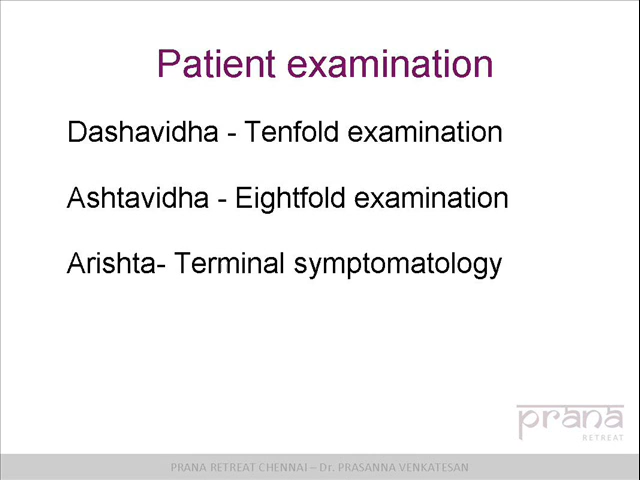 Patient examination
Dashavidha - Tenfold examination
Ashtavidha - Eightfold examination
Arishta- Terminal symptomatology
prana
RETREAT
PRANA RETREAT CHENNAI – Dr. PRASANNA VENKATESAN